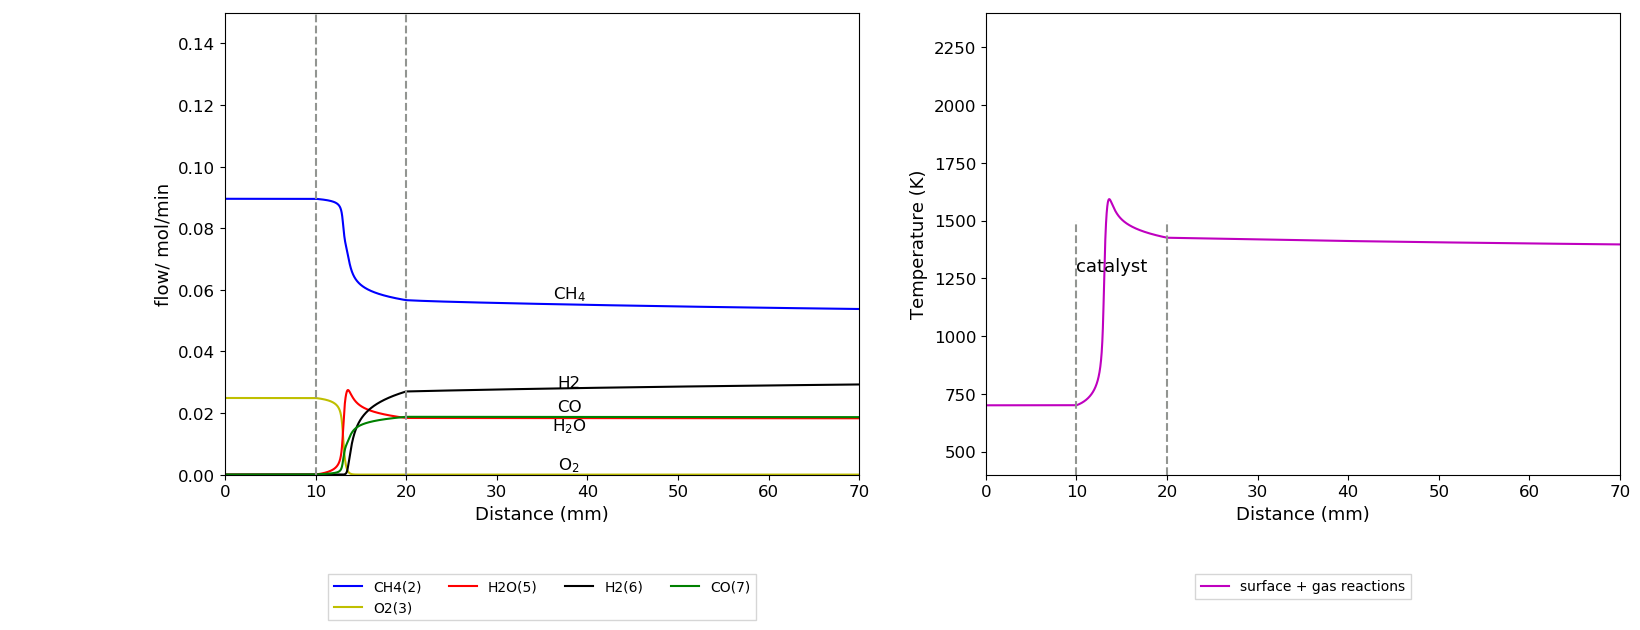 flow/ mol/min
0.14
0.12
0.10
0.08
0.06
0.04
0.02
0.00
CH₄
H2
CO
H₂O
O₂
0 10 20 30 40 50 60 70
Distance (mm)
CH4(2) H2O(5) H2(6) CO(7)
O2(3)
Temperature (K)
2250
2000
1750
1500
1250
1000
750
500
catalyst
0 10 20 30 40 50 60 70
Distance (mm)
surface + gas reactions